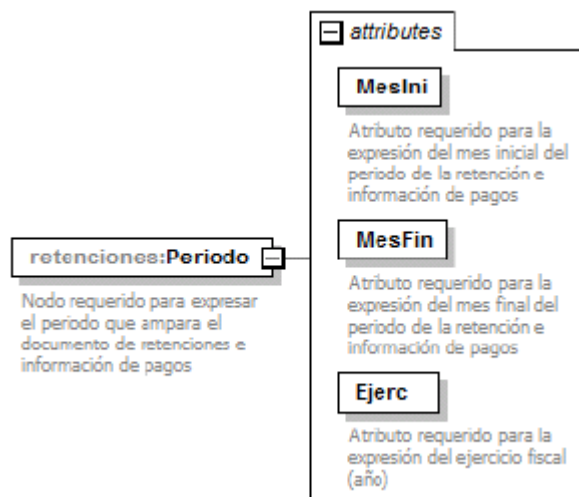 attributes
MesIni
Atributo requerido para la
expresión del mes inicial del
periodo de la retención e
información de pagos
MesFin
Atributo requerido para la
expresión del mes final del
periodo de la retención e
información de pagos
retenciones:Periodo
Nodo requerido para expresar
el periodo que ampara el
documento de retenciones e
información de pagos
Ejerc
Atributo requerido para la
expresión del ejercicio fiscal
(año)